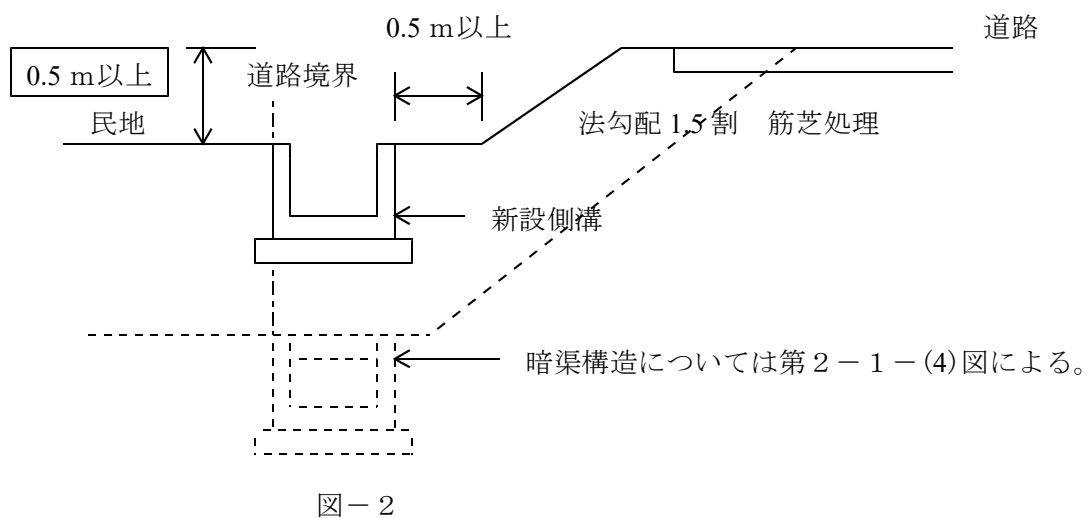 0.5 m以上
道路
0.5 m以上
道路境界
民地
法勾配 1.5 割 筋芝処理
新設側溝
暗渠構造については第2－1－(4)図による。
図－2